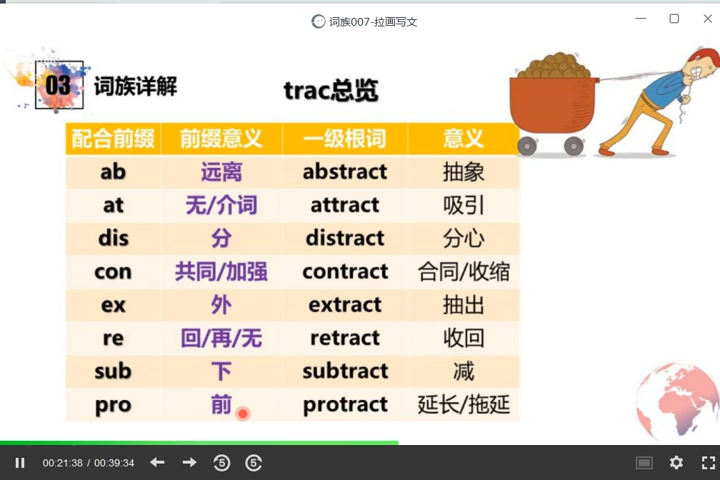 词族007-拉画写文
03 词族详解
trac总览
配合前缀 前缀意义 一级根词 意义
ab 远离 abstract 抽象
at 无/介词 attract 吸引
dis 分 distract 分心
con 共同/加强 contract 合同/收缩
ex 外 extract 抽出
re 回/再/无 retract 收回
sub 下 subtract 减
pro 前 protract 延长/拖延
00:21:38 / 00:39:34 5 5